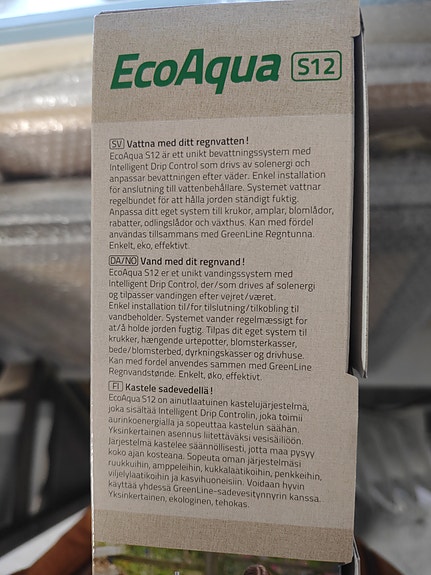 EcoAqua S12
SV Vattna med ditt regnvatten!
EcoAqua S12 är ett unikt bevattningssystem med
Intelligent Drip Control som drivs av solenergi och
anpassar bevattningen efter väder. Enkel installation
för anslutning till vattenbehållare. Systemet vattnar
regelbundet för att hålla jorden ständigt fuktig.
Anpassa ditt eget system till krukor, amplar, blomlådor,
rabatter, odlingslådor och växthus. Kan med fördel
användas tillsammans med GreenLine Regntunna.
Enkelt, eko, effektivt.
DA/NO Vand med dit regnvand!
EcoAqua S12 er et unikt vandingssystem med
Intelligent Drip Control, der/som drives af solenergi
og tilpasser vandingen efter vejret/været.
Enkel installation til/for tilslutning/tilkobling til
vandbeholder. Systemet vander regelmæssigt for
at/å holde jorden fugtig. Tilpas dit eget system til
krukker, hængende urtepotter, blomsterkasser,
bede/blomsterbed, dyrkningskasser og drivhuse.
Kan med fordel anvendes sammen med GreenLine
Regnvandstønde. Enkelt, øko, effektivt.
FI Kastele sadevedellä!
EcoAqua S12 on ainutlaatuinen kastelujärjestelmä,
joka sisältää Intelligent Drip Controlin, joka toimii
aurinkoenergialla ja sopeuttaa kastelun säähän.
Yksinkertainen asennus liitettäväksi vesisäiliöön.
Järjestelmä kastelee säännöllisesti, jotta maa pysyy
koko ajan kosteana. Sopeuta oman järjestelmäsi
ruukkuihin, amppeleihin, kukkalaatikoihin, penkkeihin,
viljelylaatikoihin ja kasvihuoneisiin. Voidaan hyvin
käyttää yhdessä GreenLine-sadevesitynnyrin kanssa.
Yksinkertainen, ekologinen, tehokas.